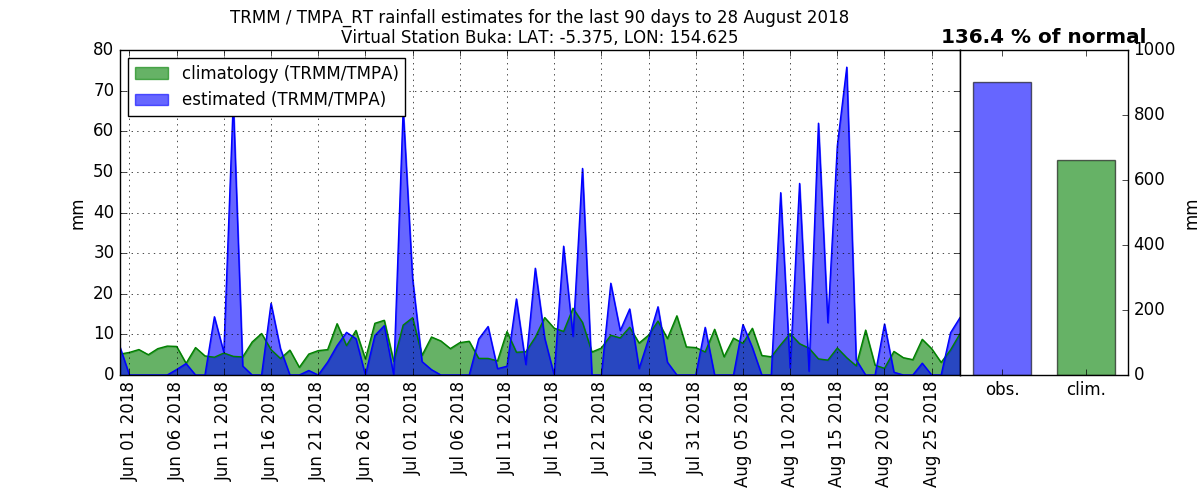 TRMM / TMPA_RT rainfall estimates for the last 90 days to 28 August 2018
Virtual Station Buka: LAT: -5.375, LON: 154.625
136.4 % of normal
climatology (TRMM/TMPA)
estimated (TRMM/TMPA)
80
70
60
50
40
30
20
10
0
mm
Jun 01 2018
Jun 06 2018
Jun 11 2018
Jun 16 2018
Jun 21 2018
Jun 26 2018
Jul 01 2018
Jul 06 2018
Jul 11 2018
Jul 16 2018
Jul 21 2018
Jul 26 2018
Jul 31 2018
Aug 05 2018
Aug 10 2018
Aug 15 2018
Aug 20 2018
Aug 25 2018
obs.
clim.
1000
800
600
400
200
0
mm